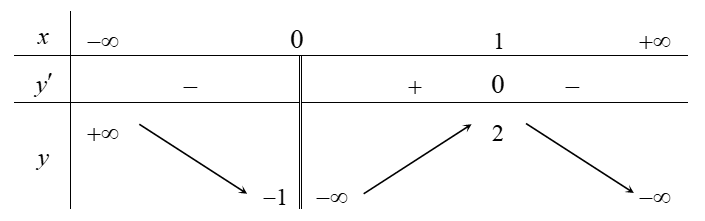 x −∞ 0 1 +∞
y′ − + 0 −
+∞ 2
y
−1 −∞ −∞